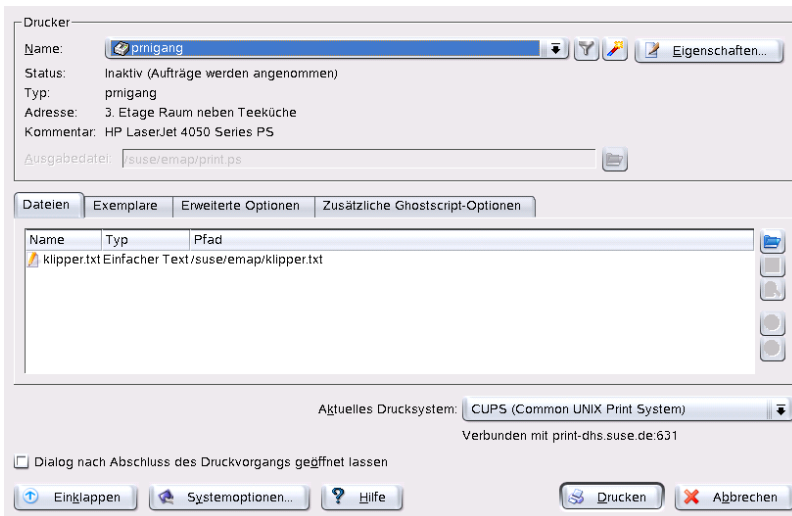 Drucker
Name: prnigang Eigenschaften...
Status: Inaktiv (Aufträge werden angenommen)
Typ: prnigang
Adresse: 3. Etage Raum neben Teeküche
Kommentar: HP LaserJet 4050 Series PS
Ausgabedatei: /suse/emap/print.ps
Dateien Exemplare Erweiterte Optionen Zusätzliche Ghostscript-Optionen
Name Typ Pfad
klipper.txt Einfacher Text /suse/emap/klipper.txt
Aktuelles Drucksystem: CUPS (Common UNIX Print System)
Verbunden mit print-dhs.suse.de:631
Dialog nach Abschluss des Druckvorgangs geöffnet lassen
Einklappen Systemoptionen... Hilfe Drucken Abbrechen